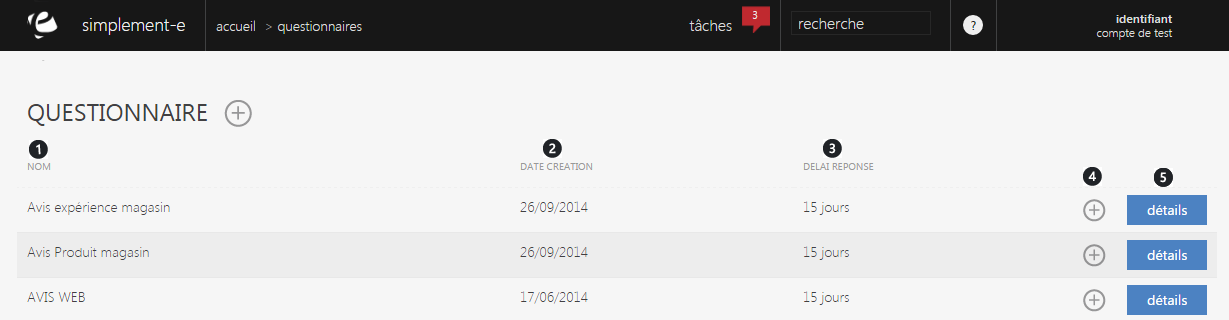 simplement-e accueil > questionnaires tâches 3 recherche ? identifiant
compte de test
QUESTIONNAIRE
1 2 3
NOM DATE CREATION DELAI REPONSE
4 5
Avis expérience magasin 26/09/2014 15 jours détails
Avis Produit magasin 26/09/2014 15 jours détails
AVIS WEB 17/06/2014 15 jours détails